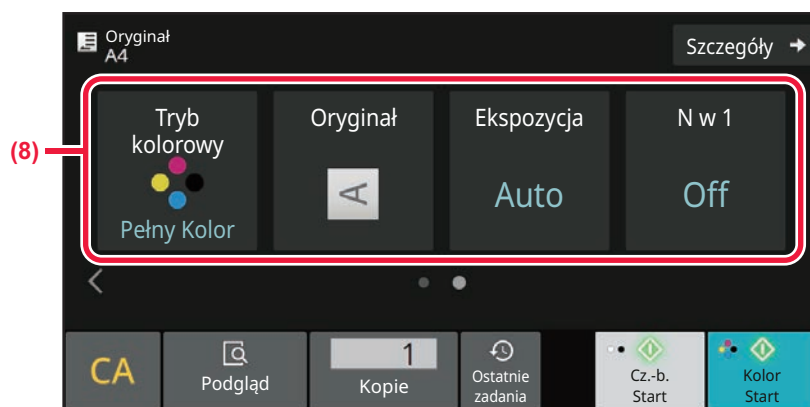 Oryginał
A4
Szczegóły
(8)
Tryb
kolorowy
Pełny Kolor
Oryginał
A
Ekspozycja
Auto
N w 1
Off
CA
Podgląd
1
Kopie
Ostatnie
zadania
Cz.-b.
Start
Kolor
Start